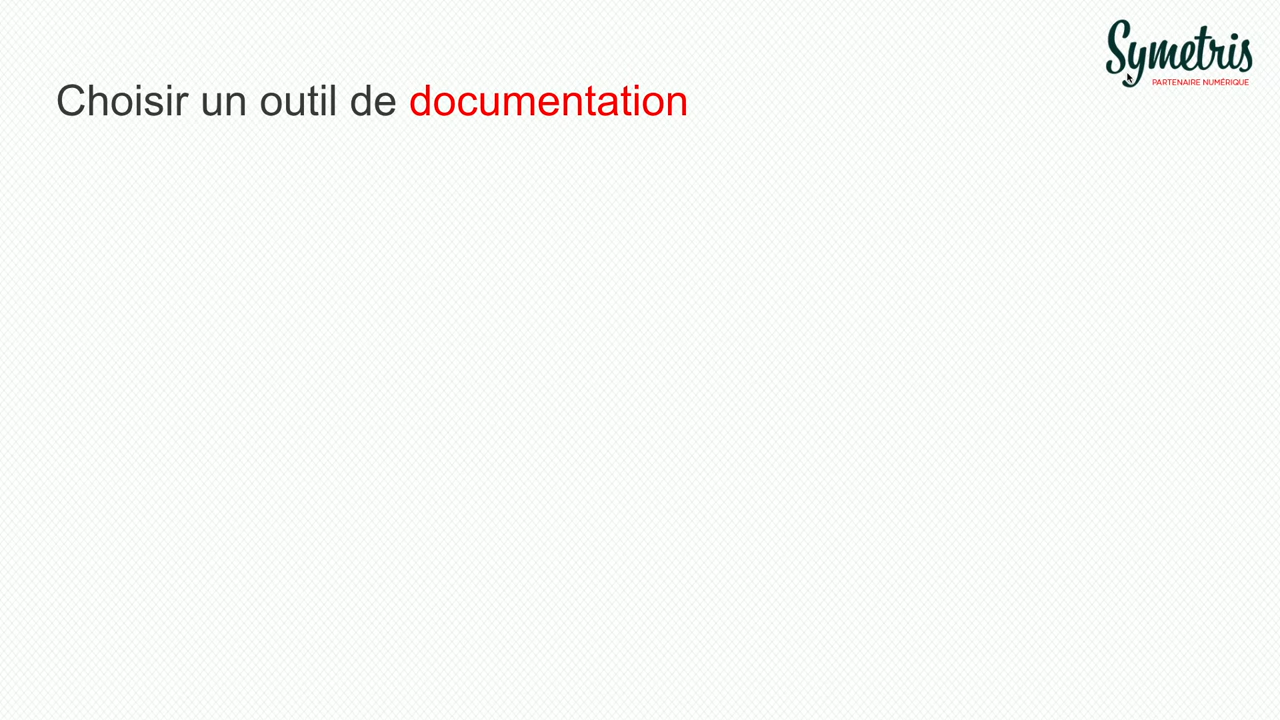 Symetris
PARTENAIRE NUMÉRIQUE
Choisir un outil de documentation